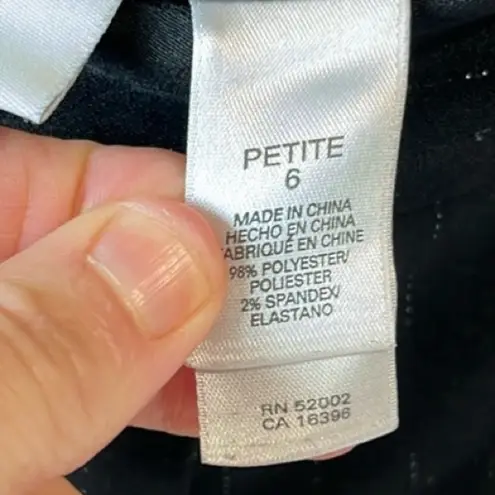 PETITE
6
MADE IN CHINA
HECHO EN CHINA
ABRIQUÉ EN CHINE
98% POLYESTER/
POLIESTER
2% SPANDEX/
ELASTANO
RN 52002
CA 16396